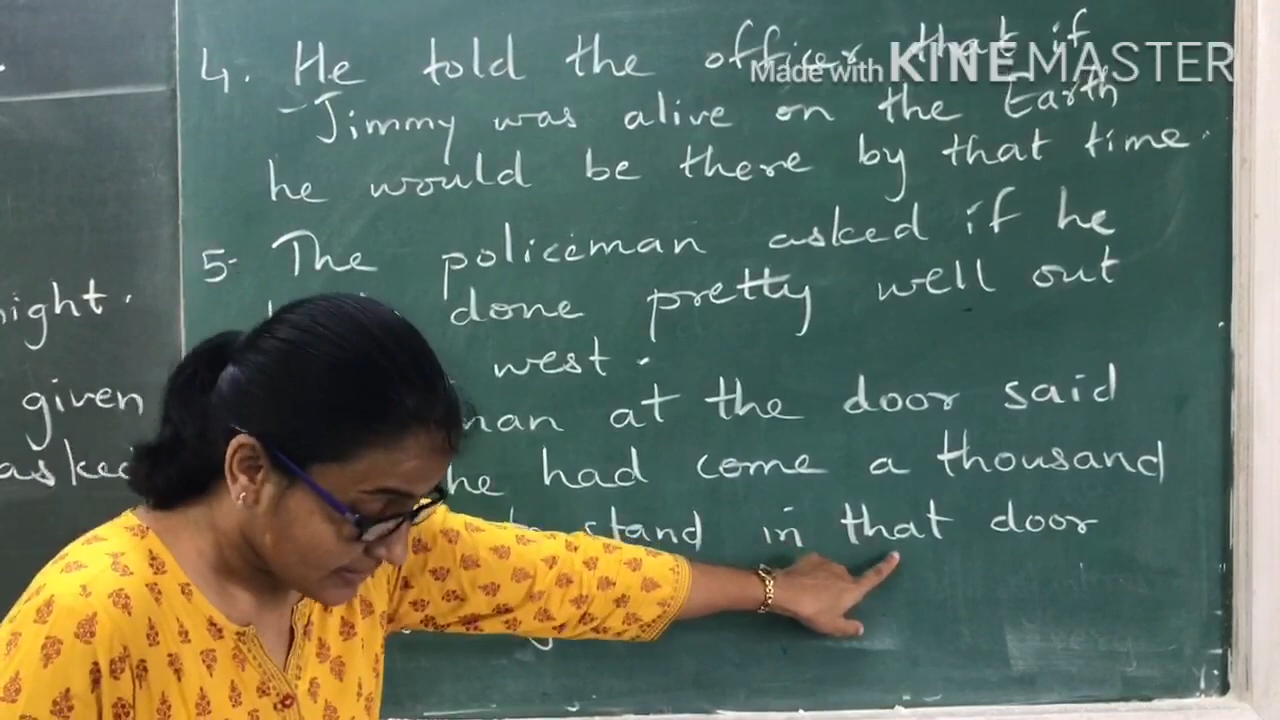 4. He told the officer that if
Made with KINEMASTER
Jimmy was alive on the Earth
he would be there by that time.
5. The policeman asked if he
done pretty well out
west.
man at the door said
he had come a thousand
to stand in that door
night.
given
asked